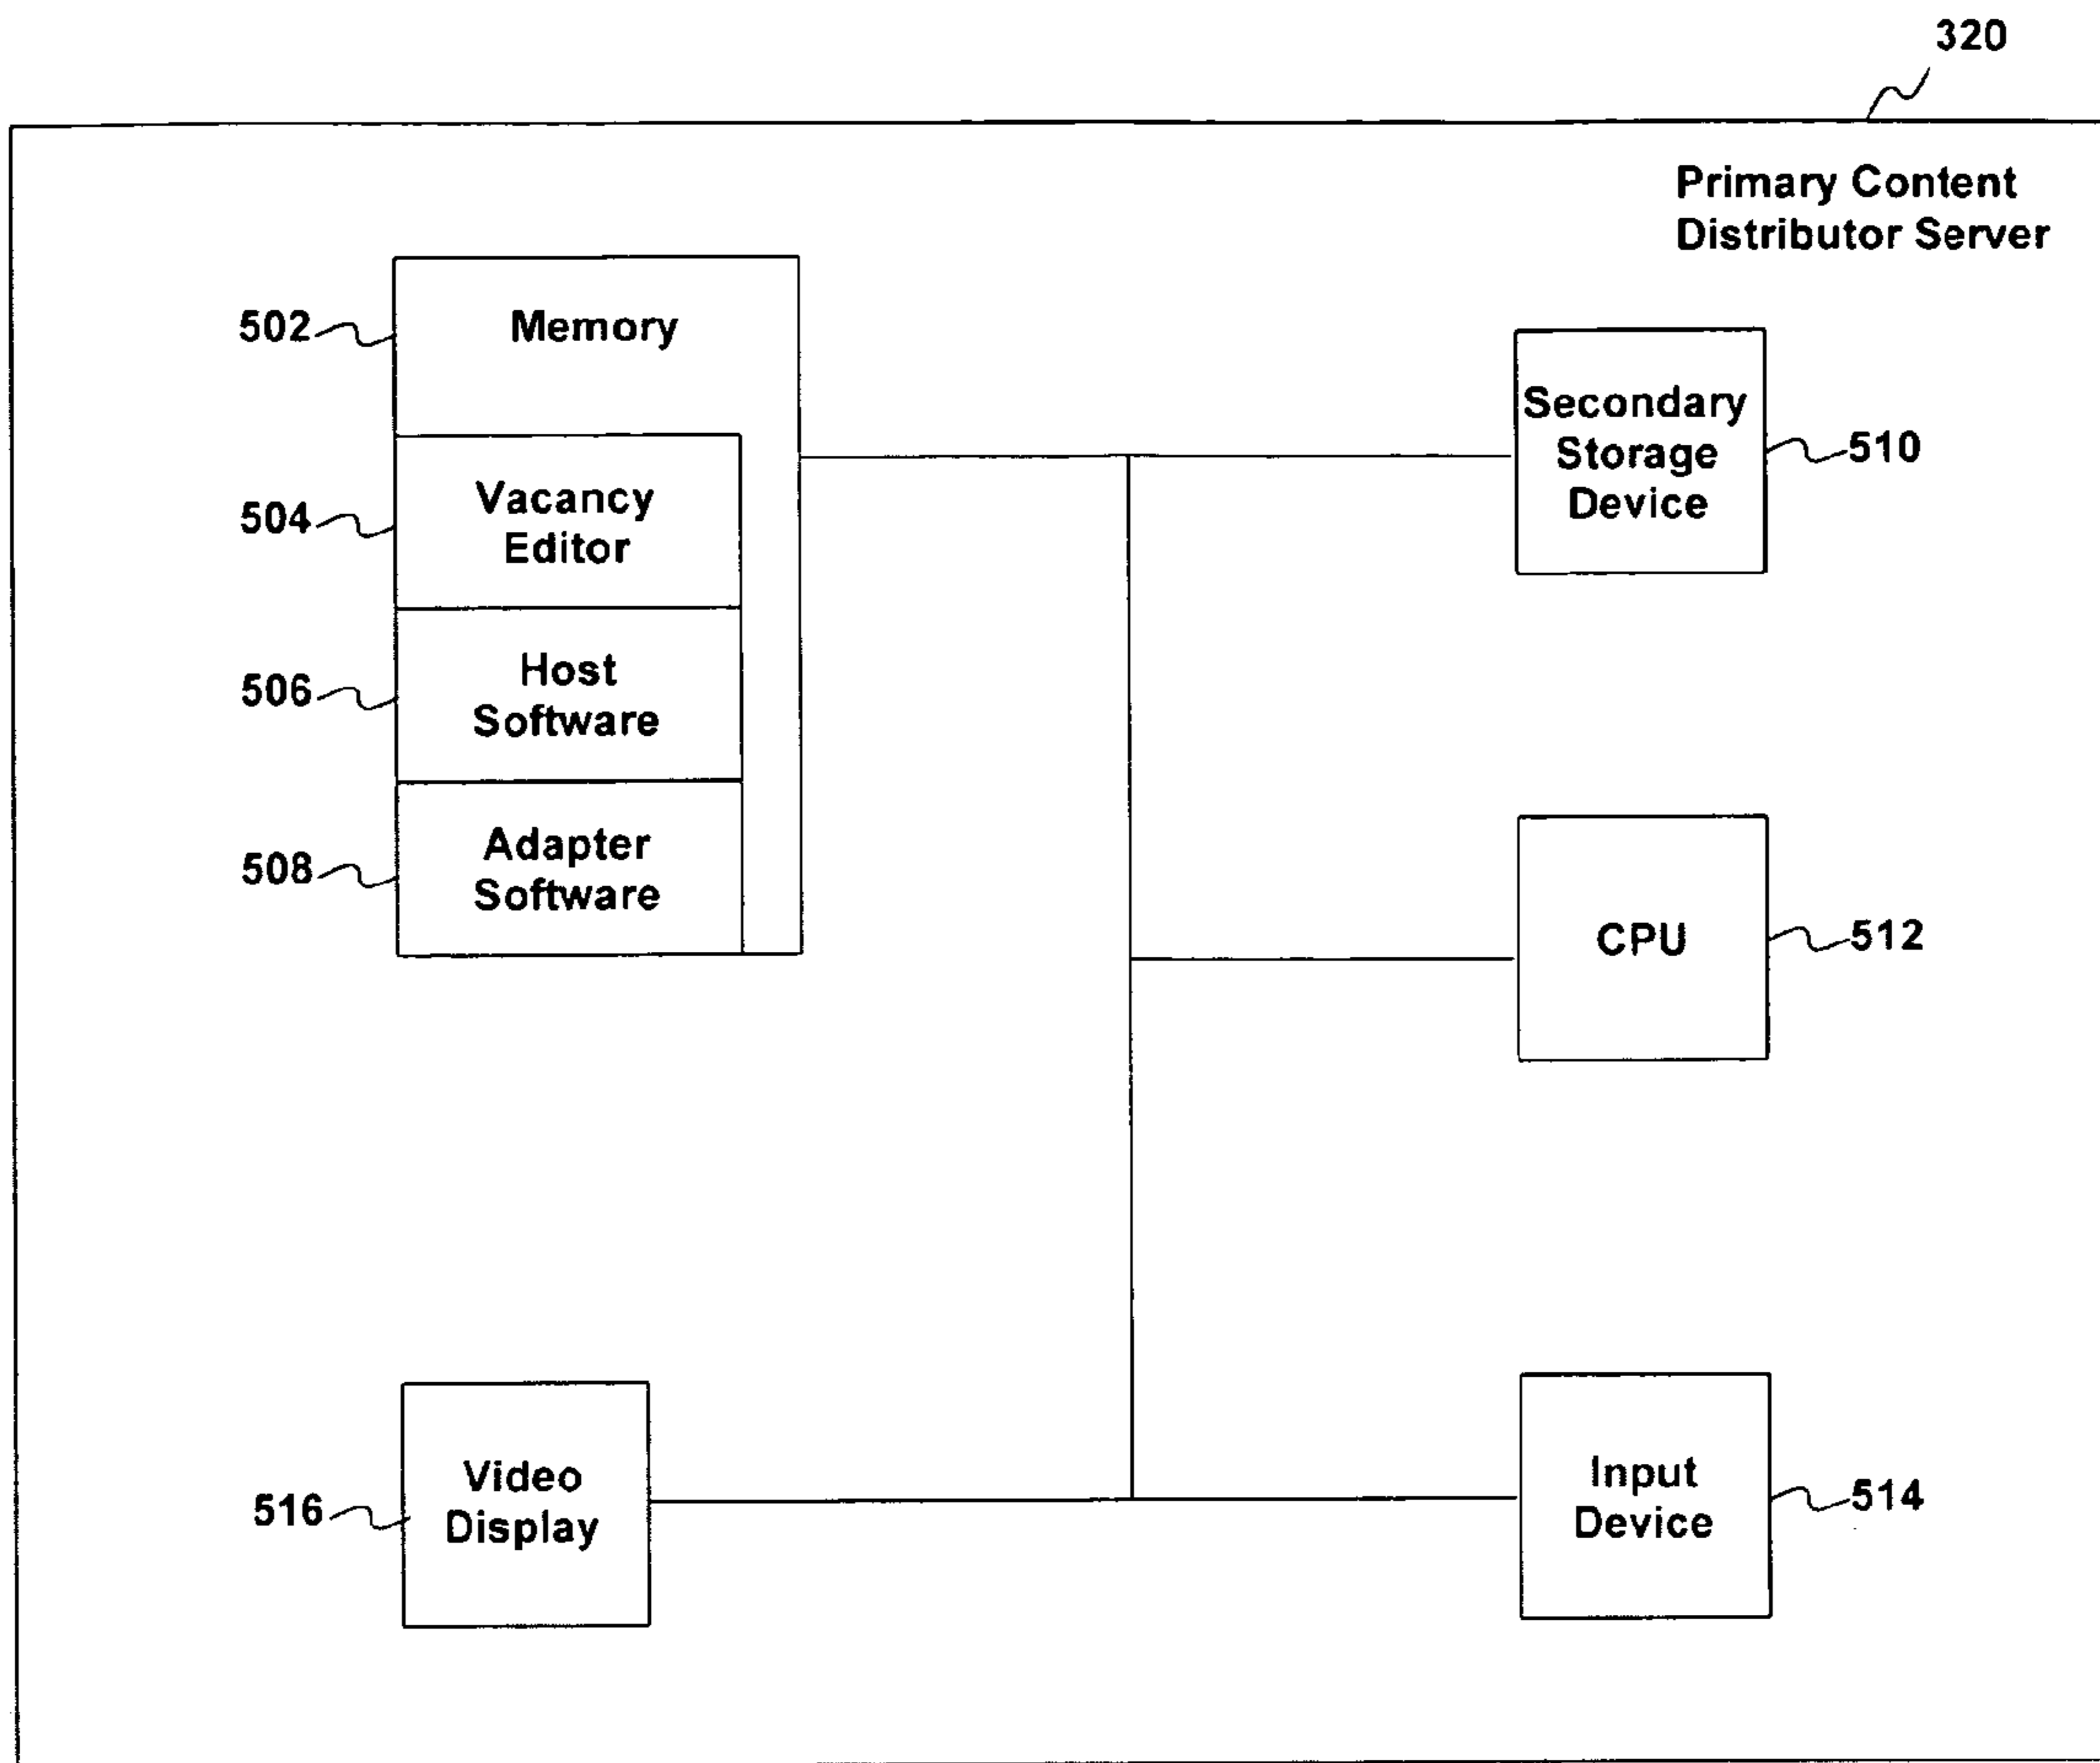 320
Primary Content
Distributor Server
502
Memory
504
Vacancy
Editor
506
Host
Software
508
Adapter
Software
Secondary
Storage
Device
510
CPU
512
516
Video
Display
Input
Device
514